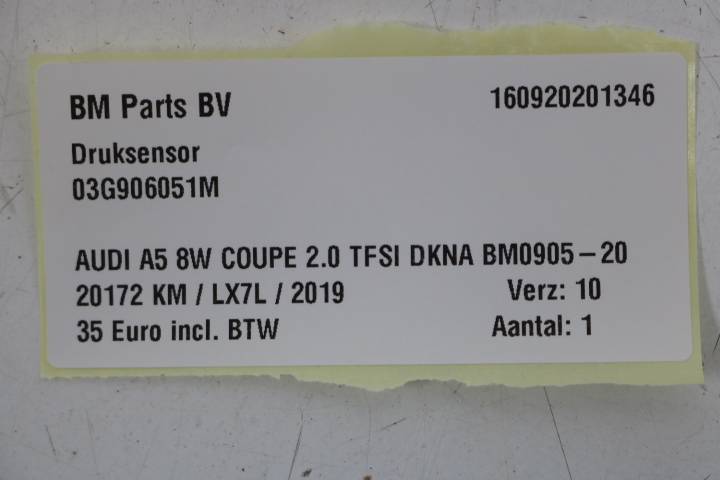 BM Parts BV 160920201346
Druksensor
03G906051M
AUDI A5 8W COUPE 2.0 TFSI DKNA BM0905-20
20172 KM / LX7L / 2019 Verz: 10
35 Euro incl. BTW Aantal: 1